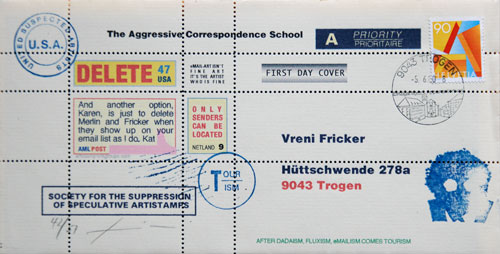 The Aggressive Correspondence School
A PRIORITY
PRIORITAIRE
90
HELVETIA
9043 TROGEN
UNITED SUSPECTED ARTISTS
U.S.A.
DELETE 47
USA
eMAIL-ART ISN'T
FINE ART
IT'S THE ARTIST
WHO IS FINE
FIRST DAY COVER
And another option,
Karen, is just to delete
Merlin and Fricker when
they show up on your
email list as I do, Kat
AMLPOST
ONLY
SENDERS
CAN BE
LOCATED
NETLAND 9
Vreni Fricker
Hüttschwende 278a
9043 Trogen
TOUR
ISM
SOCIETY FOR THE SUPPRESSION
OF SPECULATIVE ARTISTAMPS
AFTER DADAISM, FLUXISM, eMAILISM COMES TOURISM